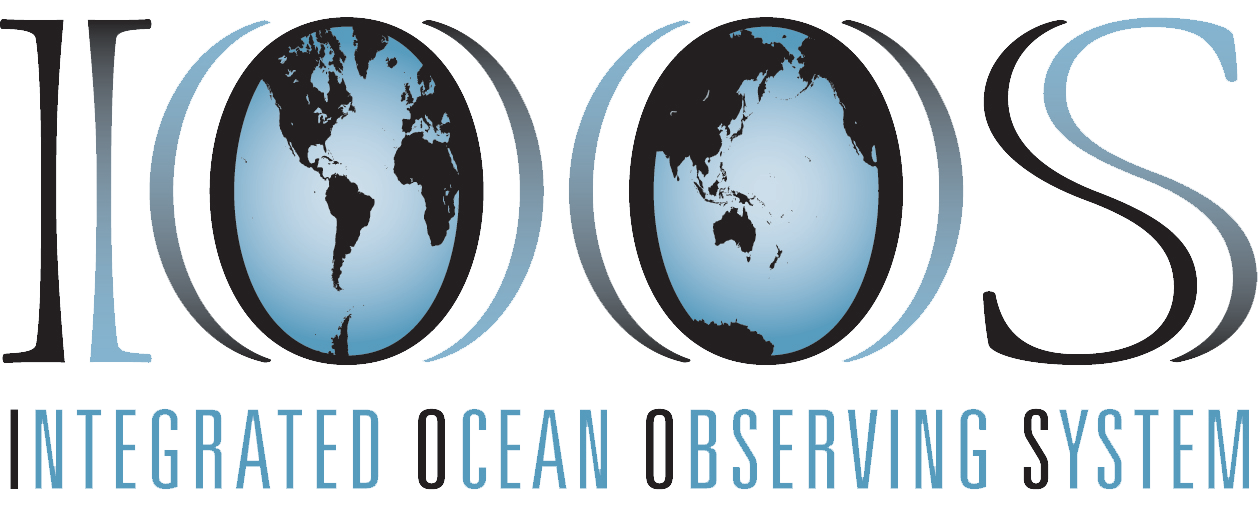 IOOS
INTEGRATED OCEAN OBSERVING SYSTEM